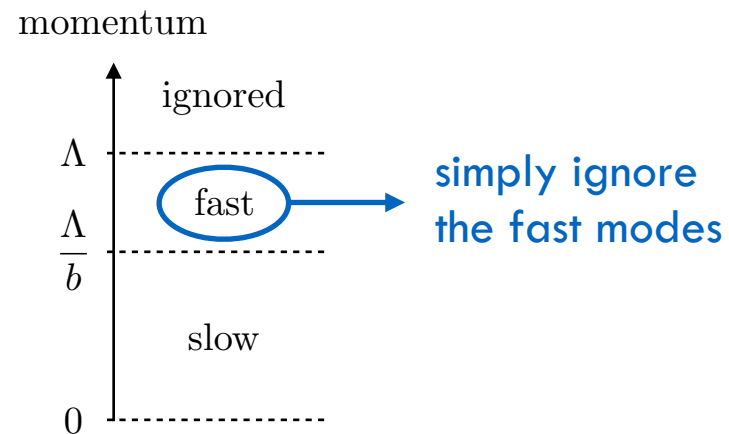 momentum
ignored
Λ
fast
simply ignore
the fast modes
Λ
b
slow
0